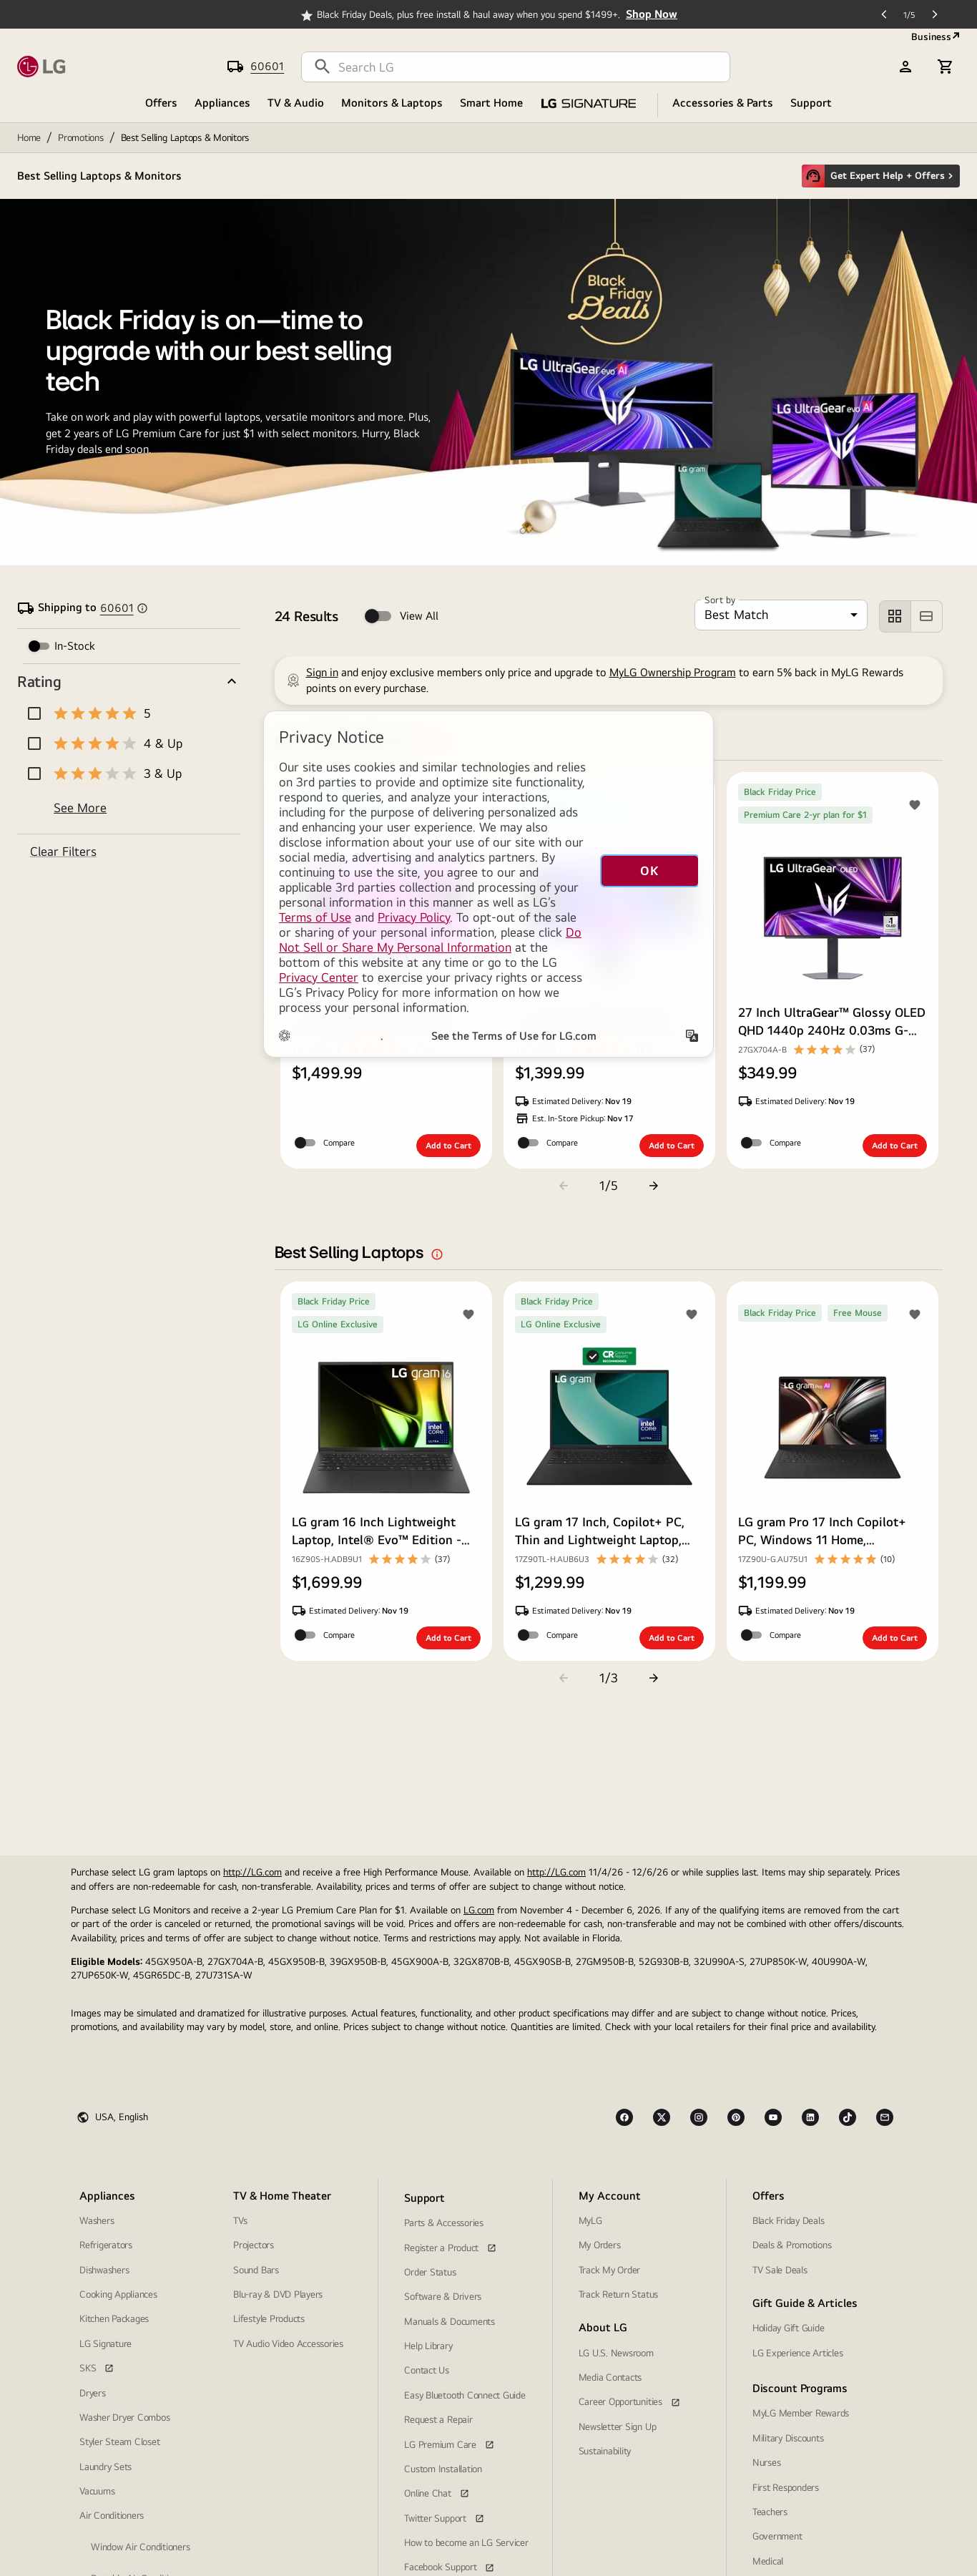 Black Friday Deals, plus free install & haul away when you spend $1499+. Shop Now
1/5
Business
LG
60601
Search LG
Offers
Appliances
TV & Audio
Monitors & Laptops
Smart Home
LG SIGNATURE
Accessories & Parts
Support
Home / Promotions / Best Selling Laptops & Monitors
Best Selling Laptops & Monitors
Get Expert Help + Offers >
Black Friday is on—time to
upgrade with our best selling
tech
Take on work and play with powerful laptops, versatile monitors and more. Plus,
get 2 years of LG Premium Care for just $1 with select monitors. Hurry, Black
Friday deals end soon.
Black
Friday
Deals
LG UltraGear evo AI
LG UltraGear evo AI
LG gram
Shipping to 60601
In-Stock
Rating
5
4 & Up
3 & Up
See More
Clear Filters
24 Results
View All
Sort by
Best Match
Sign in and enjoy exclusive members only price and upgrade to MyLG Ownership Program to earn 5% back in MyLG Rewards
points on every purchase.
Privacy Notice
Our site uses cookies and similar technologies and relies
on 3rd parties to provide and optimize site functionality,
respond to queries, and analyze your interactions,
including for the purpose of delivering personalized ads
and enhancing your user experience. We may also
disclose information about your use of our site with our
social media, advertising and analytics partners. By
continuing to use the site, you agree to our and
applicable 3rd parties collection and processing of your
personal information in this manner as well as LG's
Terms of Use and Privacy Policy. To opt-out of the sale
or sharing of your personal information, please click Do
Not Sell or Share My Personal Information at the
bottom of this website at any time or go to the LG
Privacy Center to exercise your privacy rights or access
LG's Privacy Policy for more information on how we
process your personal information.
OK
See the Terms of Use for LG.com
$1,499.99
Compare
Add to Cart
$1,399.99
Estimated Delivery: Nov 19
Est. In-Store Pickup: Nov 17
Compare
Add to Cart
Black Friday Price
Premium Care 2-yr plan for $1
LG UltraGear OLED
27 Inch UltraGear™ Glossy OLED
QHD 1440p 240Hz 0.03ms G-...
27GX704A-B (37)
$349.99
Estimated Delivery: Nov 19
Compare
Add to Cart
1/5
Best Selling Laptops
Black Friday Price
LG Online Exclusive
LG gram 16
LG gram 16 Inch Lightweight
Laptop, Intel® Evo™ Edition -...
16Z90S-H.ADB9U1 (37)
$1,699.99
Estimated Delivery: Nov 19
Compare
Add to Cart
Black Friday Price
LG Online Exclusive
CR Consumer Reports RECOMMENDED
LG gram
LG gram 17 Inch, Copilot+ PC,
Thin and Lightweight Laptop,...
17Z90TL-H.AUB6U3 (32)
$1,299.99
Estimated Delivery: Nov 19
Compare
Add to Cart
Black Friday Price
Free Mouse
LG gram Pro AI
LG gram Pro 17 Inch Copilot+
PC, Windows 11 Home,...
17Z90U-G.AU75U1 (10)
$1,199.99
Estimated Delivery: Nov 19
Compare
Add to Cart
1/3
Purchase select LG gram laptops on http://LG.com and receive a free High Performance Mouse. Available on http://LG.com 11/4/26 - 12/6/26 or while supplies last. Items may ship separately. Prices
and offers are non-redeemable for cash, non-transferable. Availability, prices and terms of offer are subject to change without notice.
Purchase select LG Monitors and receive a 2-year LG Premium Care Plan for $1. Available on LG.com from November 4 - December 6, 2026. If any of the qualifying items are removed from the cart
or part of the order is canceled or returned, the promotional savings will be void. Prices and offers are non-redeemable for cash, non-transferable and may not be combined with other offers/discounts.
Availability, prices and terms of offer are subject to change without notice. Terms and restrictions may apply. Not available in Florida.
Eligible Models: 45GX950A-B, 27GX704A-B, 45GX950B-B, 39GX950B-B, 45GX900A-B, 32GX870B-B, 45GX90SB-B, 27GM950B-B, 52G930B-B, 32U990A-S, 27UP850K-W, 40U990A-W,
27UP650K-W, 45GR65DC-B, 27U731SA-W
Images may be simulated and dramatized for illustrative purposes. Actual features, functionality, and other product specifications may differ and are subject to change without notice. Prices,
promotions, and availability may vary by model, store, and online. Prices subject to change without notice. Quantities are limited. Check with your local retailers for their final price and availability.
USA, English
Appliances
Washers
Refrigerators
Dishwashers
Cooking Appliances
Kitchen Packages
LG Signature
SKS
Dryers
Washer Dryer Combos
Styler Steam Closet
Laundry Sets
Vacuums
Air Conditioners
Window Air Conditioners
TV & Home Theater
TVs
Projectors
Sound Bars
Blu-ray & DVD Players
Lifestyle Products
TV Audio Video Accessories
Support
Parts & Accessories
Register a Product
Order Status
Software & Drivers
Manuals & Documents
Help Library
Contact Us
Easy Bluetooth Connect Guide
Request a Repair
LG Premium Care
Custom Installation
Online Chat
Twitter Support
How to become an LG Servicer
Facebook Support
My Account
MyLG
My Orders
Track My Order
Track Return Status
About LG
LG U.S. Newsroom
Media Contacts
Career Opportunities
Newsletter Sign Up
Sustainability
Offers
Black Friday Deals
Deals & Promotions
TV Sale Deals
Gift Guide & Articles
Holiday Gift Guide
LG Experience Articles
Discount Programs
MyLG Member Rewards
Military Discounts
Nurses
First Responders
Teachers
Government
Medical